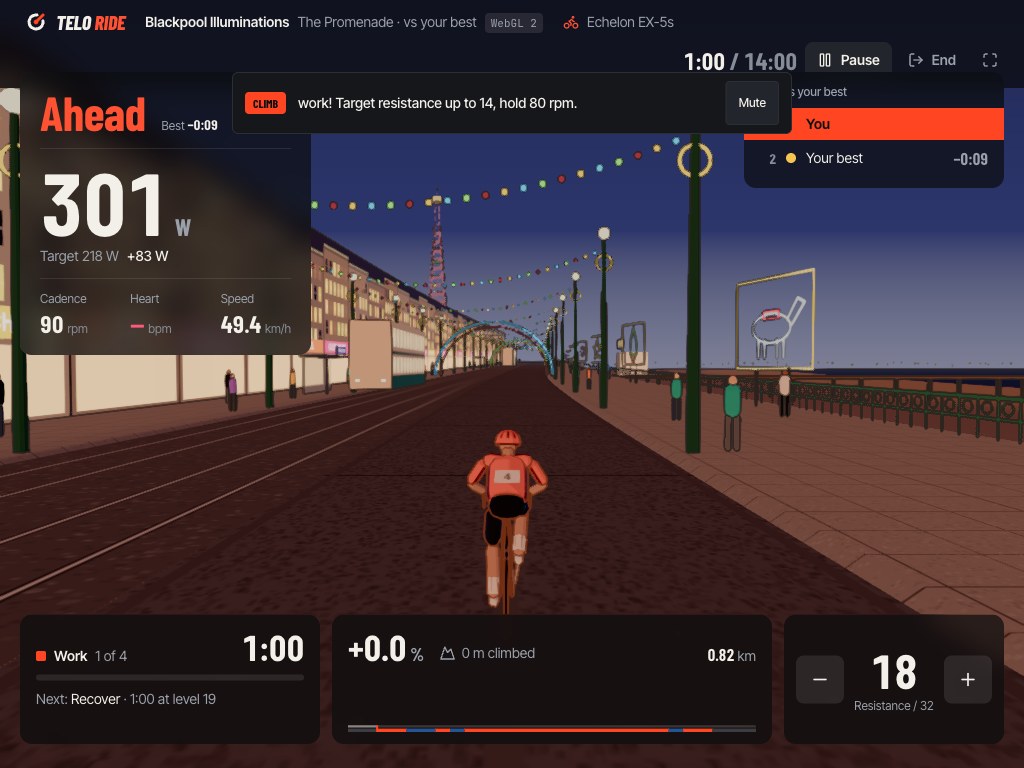 TELO RIDE Blackpool Illuminations The Promenade · vs your best WebGL 2 Echelon EX-5s
1:00 / 14:00 Pause End
CLIMB work! Target resistance up to 14, hold 80 rpm. Mute
s your best
Ahead Best −0:09
You
2 Your best −0:09
301 W
Target 218 W +83 W
Cadence Heart Speed
90 rpm – bpm 49.4 km/h
4
Work 1 of 4 1:00
Next: Recover · 1:00 at level 19
+0.0 % 0 m climbed 0.82 km
− 18 +
Resistance / 32